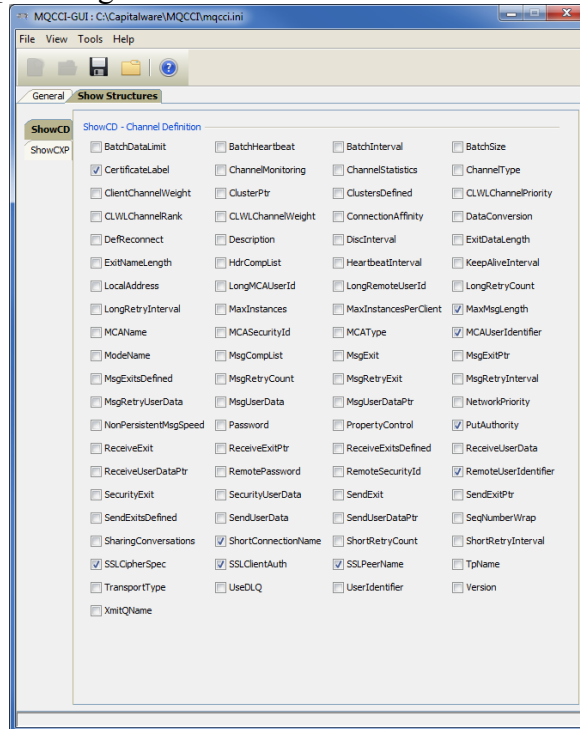 MQCCI-GUI : C:\Capitalware\MQCCI\mqcci.ini
File View Tools Help
General Show Structures
ShowCD
ShowCXP
ShowCD - Channel Definition
BatchDataLimit BatchHeartbeat BatchInterval BatchSize
CertificateLabel ChannelMonitoring ChannelStatistics ChannelType
ClientChannelWeight ClusterPtr ClustersDefined CLWLChannelPriority
CLWLChannelRank CLWLChannelWeight ConnectionAffinity DataConversion
DefReconnect Description DiscInterval ExitDataLength
ExitNameLength HdrCompList HeartbeatInterval KeepAliveInterval
LocalAddress LongMCAUserId LongRemoteUserId LongRetryCount
LongRetryInterval MaxInstances MaxInstancesPerClient MaxMsgLength
MCAName MCASecurityId MCAType MCAUserIdentifier
ModeName MsgCompList MsgExit MsgExitPtr
MsgExitsDefined MsgRetryCount MsgRetryExit MsgRetryInterval
MsgRetryUserData MsgUserData MsgUserDataPtr NetworkPriority
NonPersistentMsgSpeed Password PropertyControl PutAuthority
ReceiveExit ReceiveExitPtr ReceiveExitsDefined ReceiveUserData
ReceiveUserDataPtr RemotePassword RemoteSecurityId RemoteUserIdentifier
SecurityExit SecurityUserData SendExit SendExitPtr
SendExitsDefined SendUserData SendUserDataPtr SeqNumberWrap
SharingConversations ShortConnectionName ShortRetryCount ShortRetryInterval
SSLCipherSpec SSLClientAuth SSLPeerName TpName
TransportType UseDLQ UserIdentifier Version
XmitQName